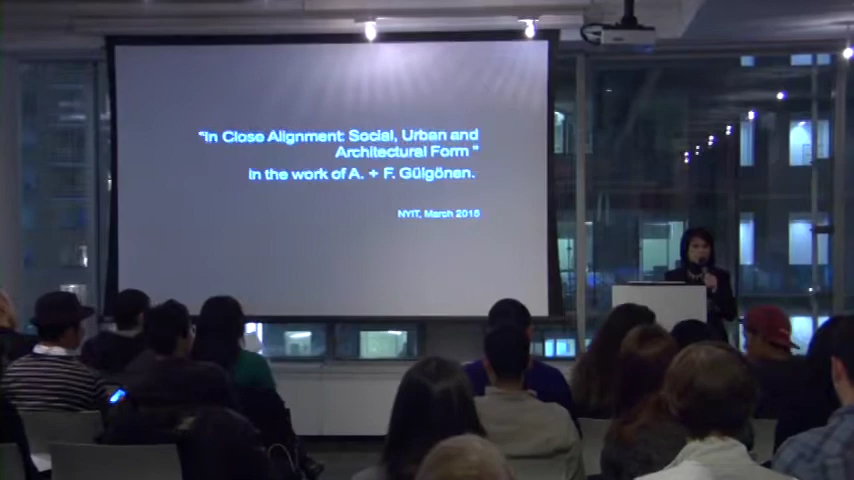 "In Close Alignment: Social, Urban and
Architectural Form "
In the work of A. + F. Gülgönen.
NYIT, March 2015